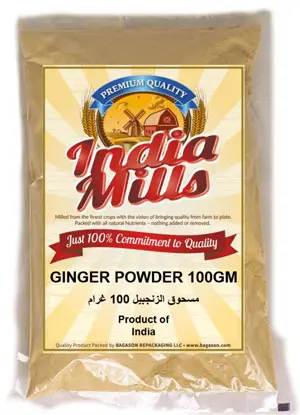 PREMIUM QUALITY
India
Mills
Milled from the finest crops with the vision of bringing quality from farm to plate.
Packed with all natural Nutrients - nothing added or removed.
Just 100% Commitment to Quality
GINGER POWDER 100GM
مسحوق الزنجبيل 100 غرام
Product of
India
Quality Product Packed by BAGASON REPACKAGING LLC • www.bagason.com